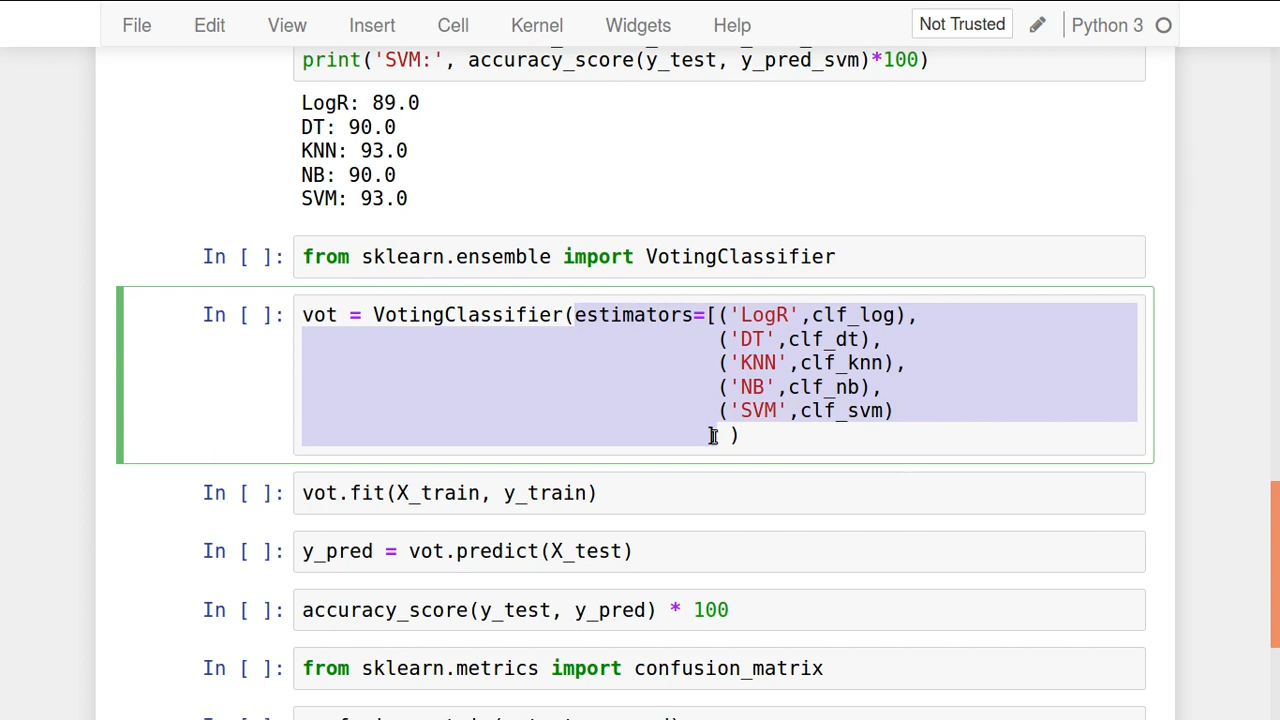 File Edit View Insert Cell Kernel Widgets Help Not Trusted Python 3
print('SVM:', accuracy_score(y_test, y_pred_svm)*100)
LogR: 89.0
DT: 90.0
KNN: 93.0
NB: 90.0
SVM: 93.0
In [ ]: from sklearn.ensemble import VotingClassifier
In [ ]: vot = VotingClassifier(estimators=[('LogR',clf_log),
('DT',clf_dt),
('KNN',clf_knn),
('NB',clf_nb),
('SVM',clf_svm)
] )
In [ ]: vot.fit(X_train, y_train)
In [ ]: y_pred = vot.predict(X_test)
In [ ]: accuracy_score(y_test, y_pred) * 100
In [ ]: from sklearn.metrics import confusion_matrix